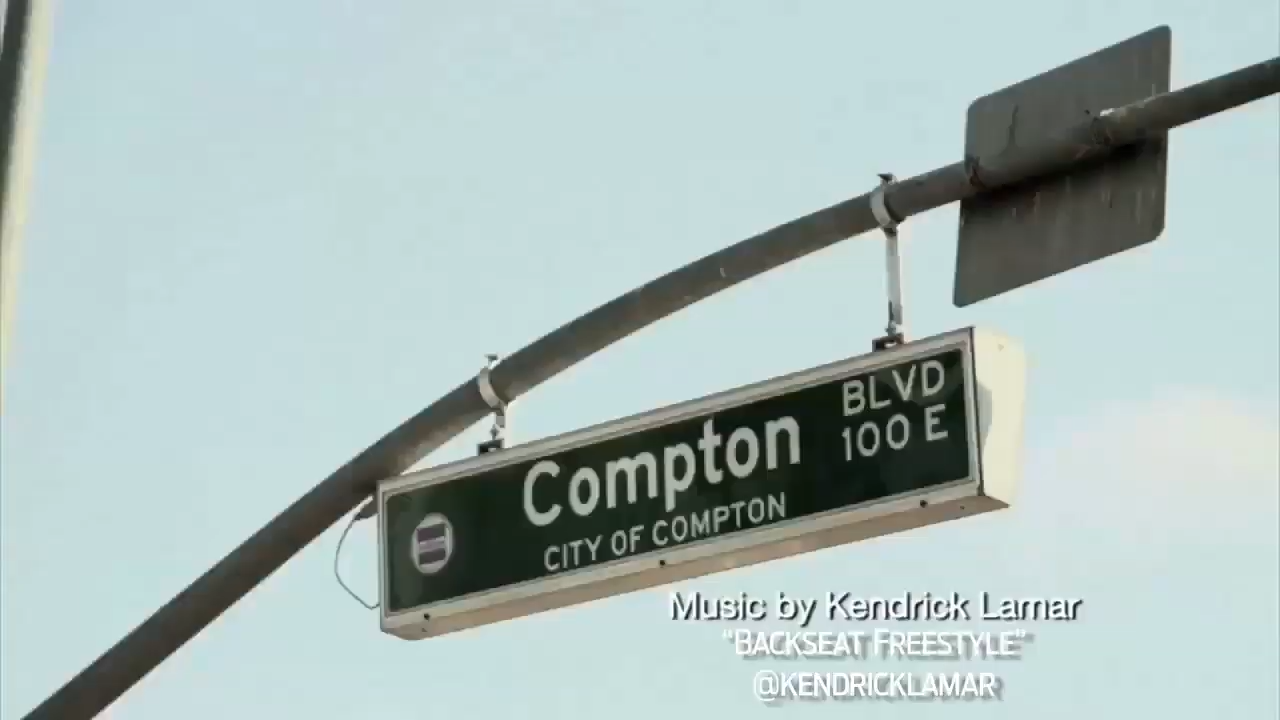 Compton BLVD
100 E
CITY OF COMPTON
Music by Kendrick Lamar
“BACKSEAT FREESTYLE”
@KENDRICKLAMAR